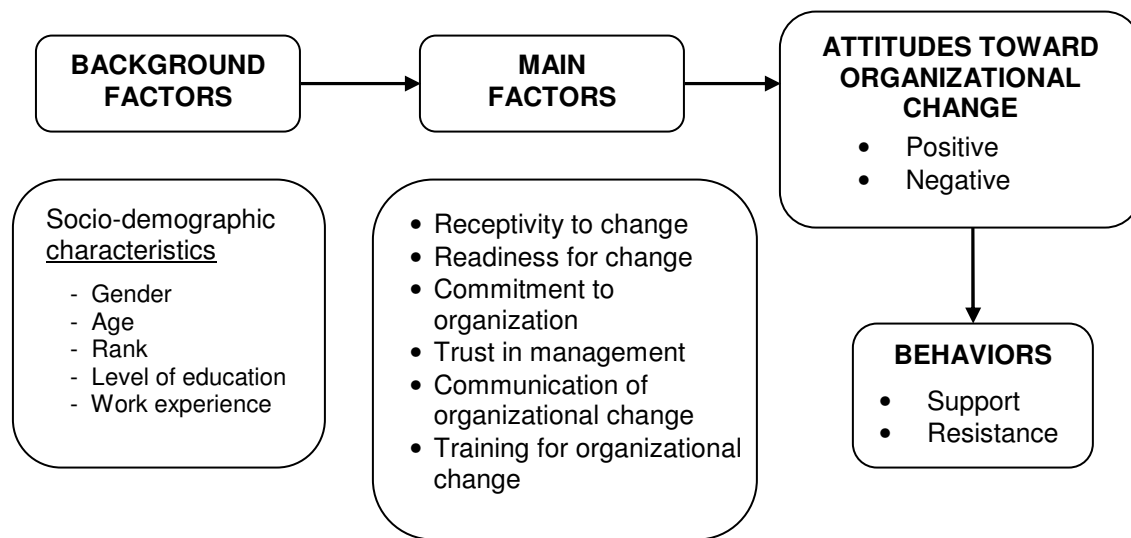 BACKGROUND
FACTORS
MAIN
FACTORS
ATTITUDES TOWARD
ORGANIZATIONAL
CHANGE
• Positive
• Negative
Socio-demographic
characteristics
- Gender
- Age
- Rank
- Level of education
- Work experience
• Receptivity to change
• Readiness for change
• Commitment to
organization
• Trust in management
• Communication of
organizational change
• Training for organizational
change
BEHAVIORS
• Support
• Resistance